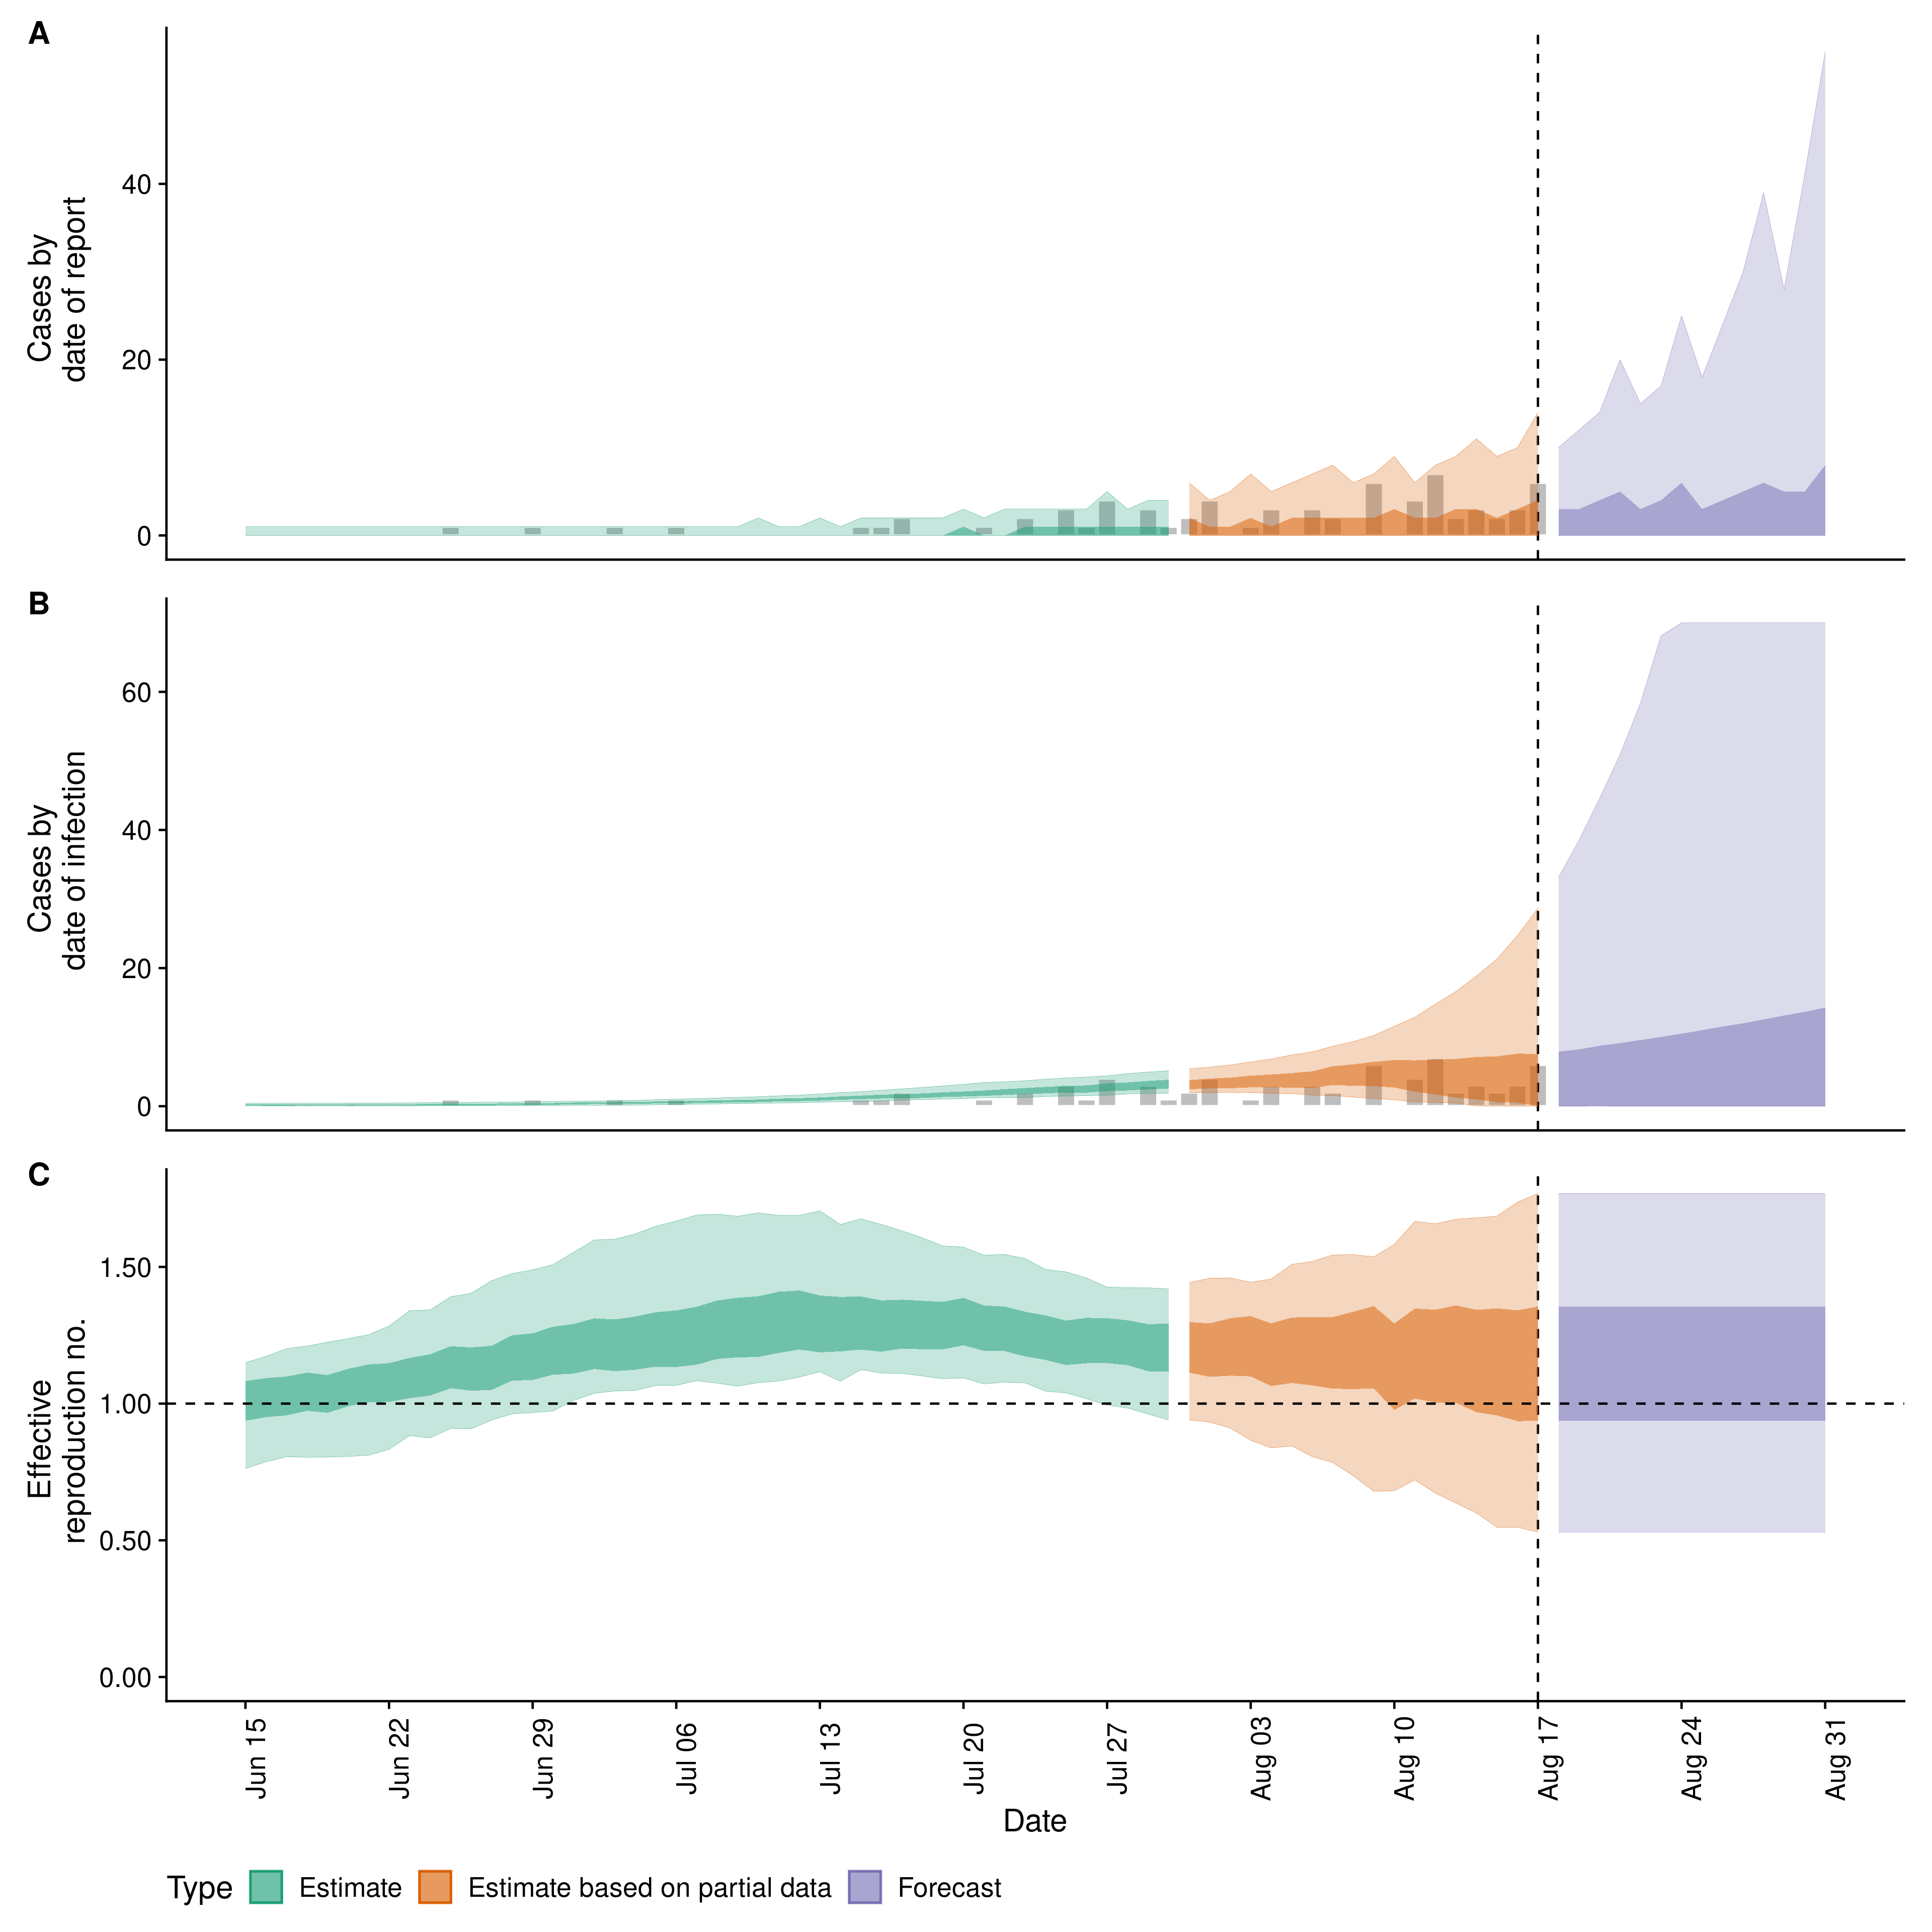 A
Cases by
date of report
40
20
0
B
Cases by
date of infection
60
40
20
0
C
Effective
reproduction no.
1.50
1.00
0.50
0.00
Jun 15
Jun 22
Jun 29
Jul 06
Jul 13
Jul 20
Jul 27
Aug 03
Aug 10
Aug 17
Aug 24
Aug 31
Date
Type Estimate Estimate based on partial data Forecast